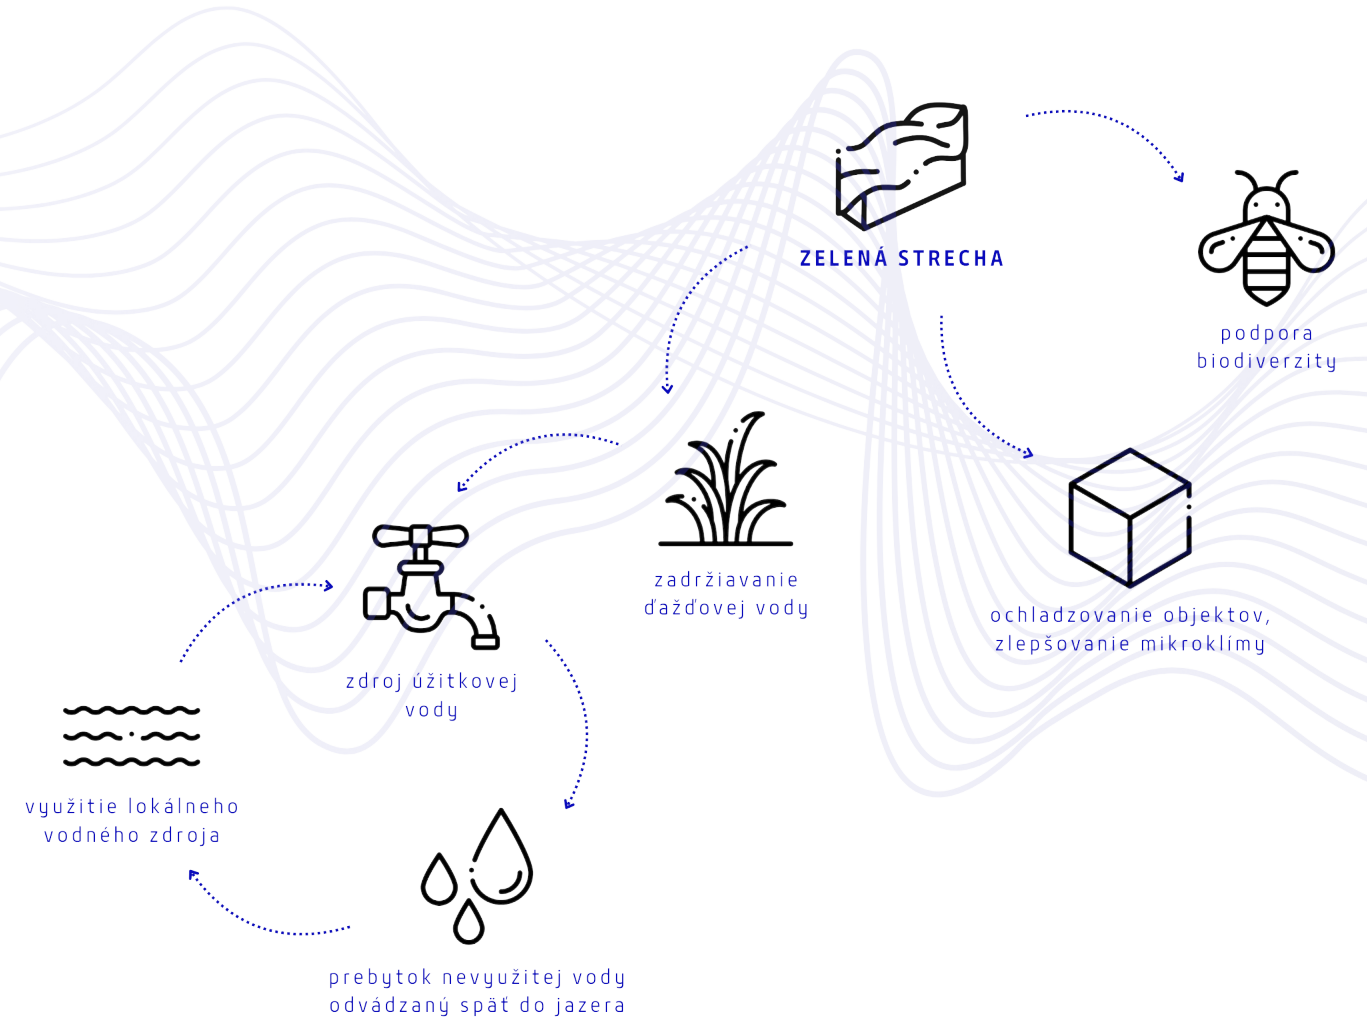 ZELENÁ STRECHA
podpora
biodiverzity
zadržiavanie
ďažďovej vody
ochladzovanie objektov,
zlepšovanie mikroklímy
zdroj úžitkovej
vody
využitie lokálneho
vodného zdroja
prebytok nevyužitej vody
odvádzaný späť do jazera